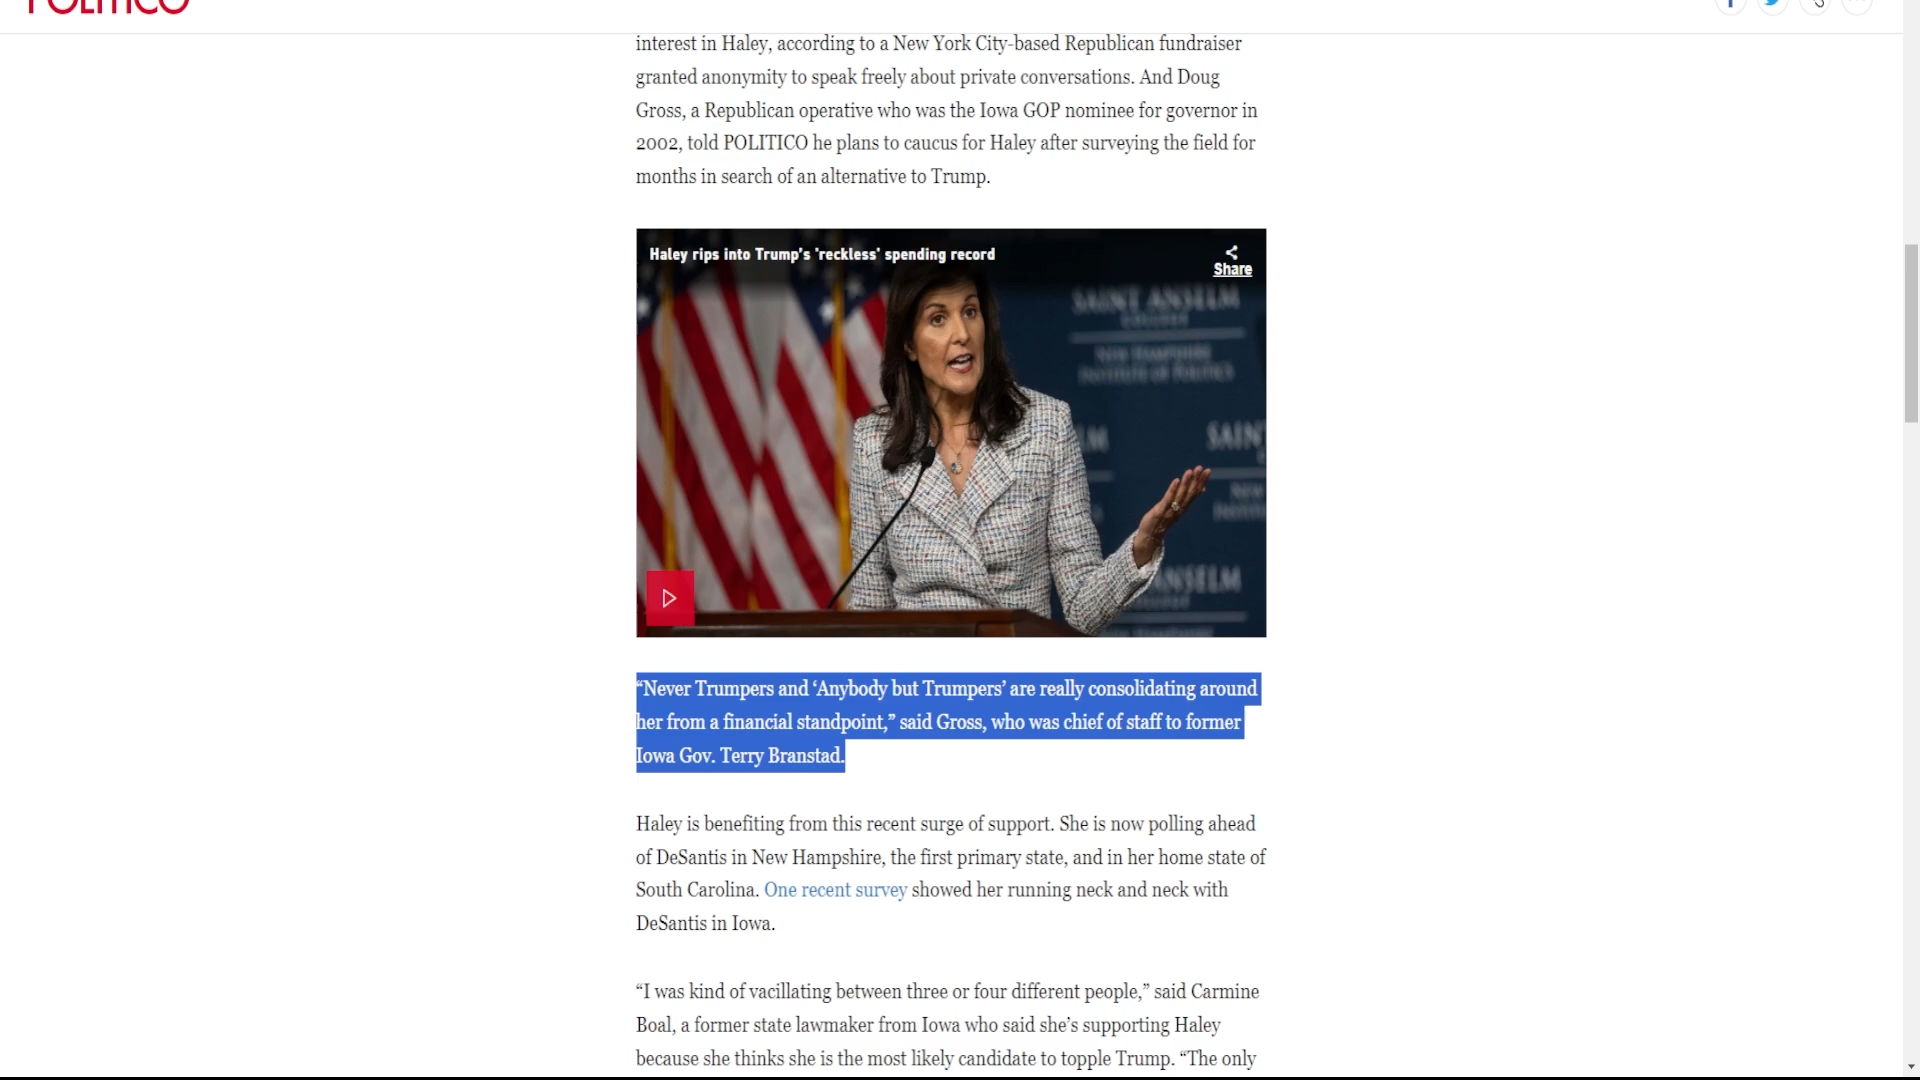 POLITICO
interest in Haley, according to a New York City-based Republican fundraiser
granted anonymity to speak freely about private conversations. And Doug
Gross, a Republican operative who was the Iowa GOP nominee for governor in
2002, told POLITICO he plans to caucus for Haley after surveying the field for
months in search of an alternative to Trump.
Haley rips into Trump's 'reckless' spending record
Share
SAINT ANSELM
COLLEGE
NEW HAMPSHIRE
INSTITUTE OF POLITICS
“Never Trumpers and ‘Anybody but Trumpers’ are really consolidating around
her from a financial standpoint,” said Gross, who was chief of staff to former
Iowa Gov. Terry Branstad.
Haley is benefiting from this recent surge of support. She is now polling ahead
of DeSantis in New Hampshire, the first primary state, and in her home state of
South Carolina. One recent survey showed her running neck and neck with
DeSantis in Iowa.
“I was kind of vacillating between three or four different people,” said Carmine
Boal, a former state lawmaker from Iowa who said she’s supporting Haley
because she thinks she is the most likely candidate to topple Trump. “The only